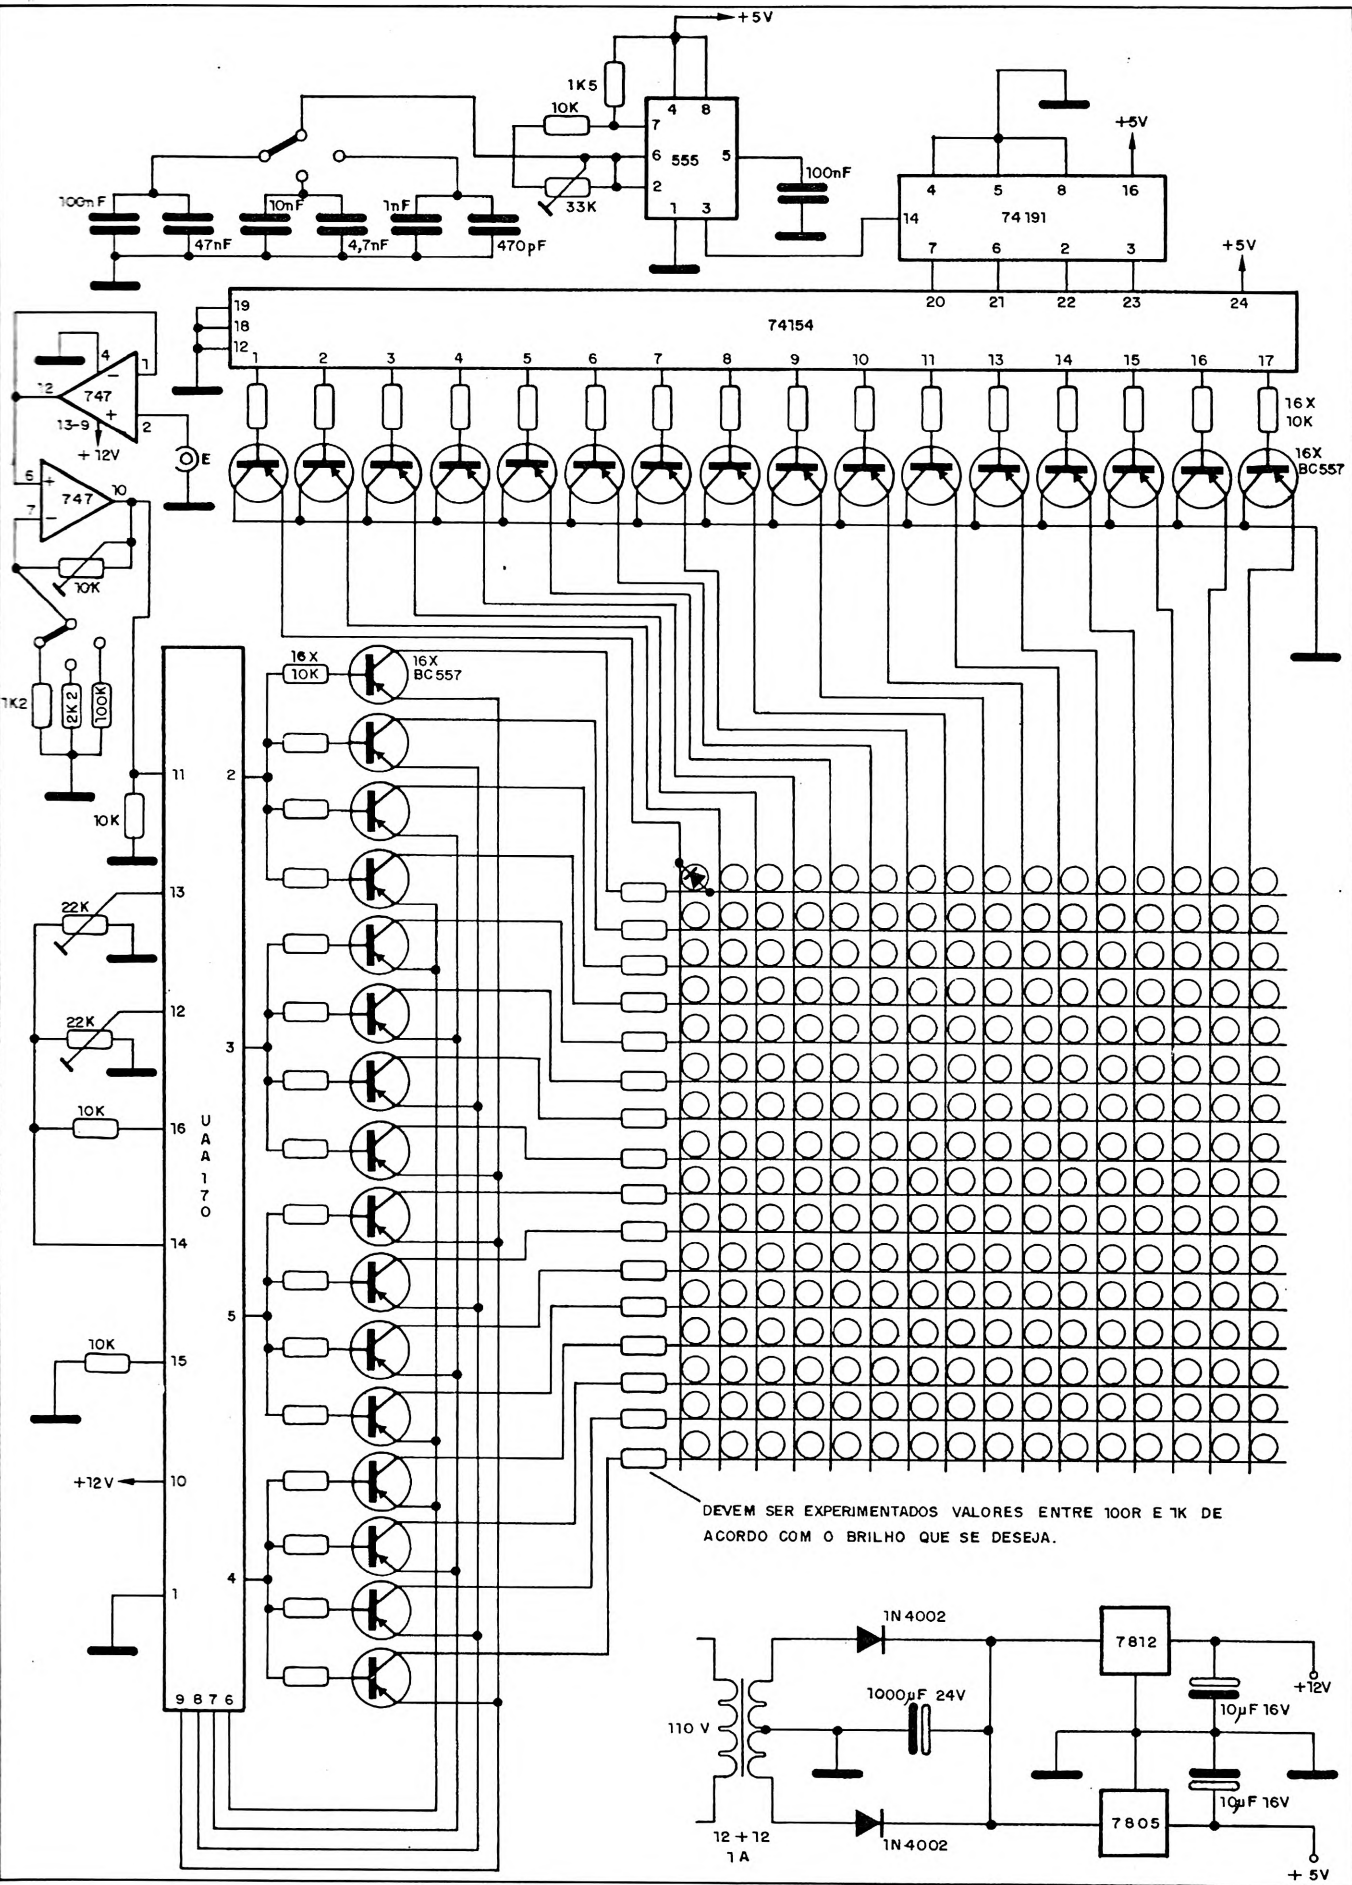 +5V
1K5
10K
4 8
7
6 555 5
2
1 3
33K
100nF
+5V
4 5 8 16
14 74191
7 6 2 3
100nF
47nF
10nF
4,7nF
1nF
470pF
+5V
19
18
12
74154
20 21 22 23 24
1 2 3 4 5 6 7 8 9 10 11 13 14 15 16 17
16X
10K
16X
BC557
4
1
12 747
13-9
2
+12V
E
6
747 10
7
10K
1K2
2K2
100K
16X
10K
16X
BC557
11
2
10K
13
22K
12
22K
3
10K
16
UAA170
14
5
10K
15
+12V
10
4
1
9 8 7 6
DEVEM SER EXPERIMENTADOS VALORES ENTRE 100R E 1K DE
ACORDO COM O BRILHO QUE SE DESEJA.
1N4002
7812
1000µF 24V
+12V
10µF 16V
110 V
10µF 16V
7805
1N4002
12 + 12
1A
+ 5V